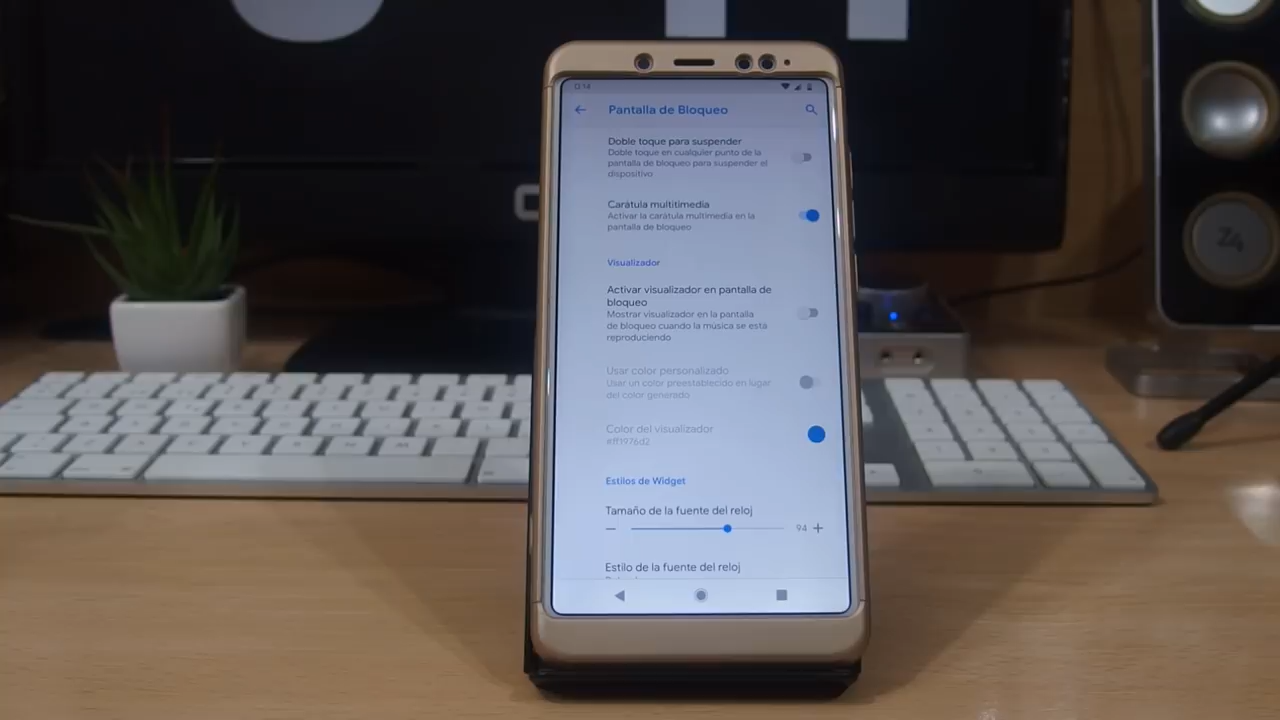 0:14
Pantalla de Bloqueo
Doble toque para suspender
Doble toque en cualquier punto de la
pantalla de bloqueo para suspender el
dispositivo
Carátula multimedia
Activar la carátula multimedia en la
pantalla de bloqueo
Visualizador
Activar visualizador en pantalla de
bloqueo
Mostrar visualizador en la pantalla
de bloqueo cuando la música se está
reproduciendo
Usar color personalizado
Usar un color preestablecido en lugar
del color generado
Color del visualizador
#ff1976d2
Estilos de Widget
Tamaño de la fuente del reloj
94
Estilo de la fuente del reloj
Z4